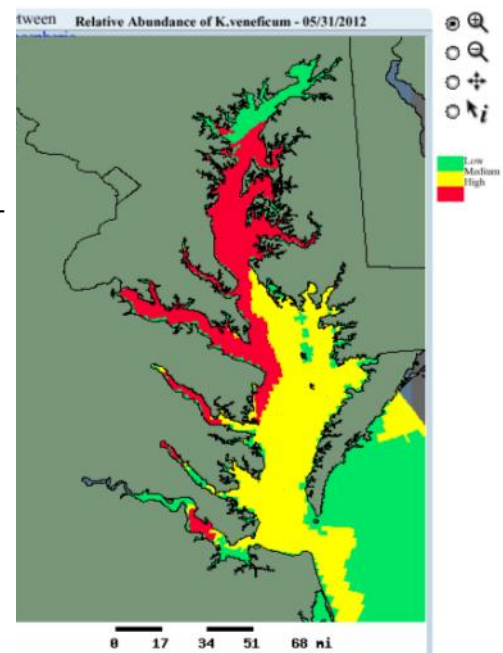 tween Relative Abundance of K.veneficum - 05/31/2012
i
Low
Medium
High
0 17 34 51 68 mi